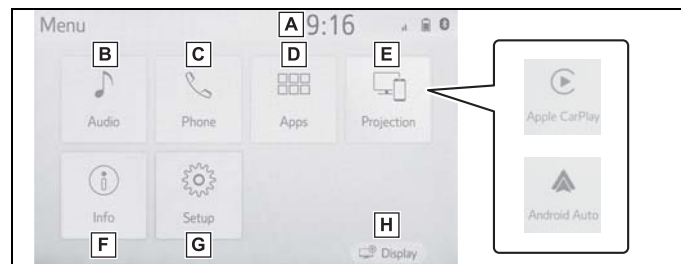 Menu
A 9:16
B
C
D
E
Audio
Phone
Apps
Projection
Apple CarPlay
Android Auto
Info
Setup
F
G
H
Display